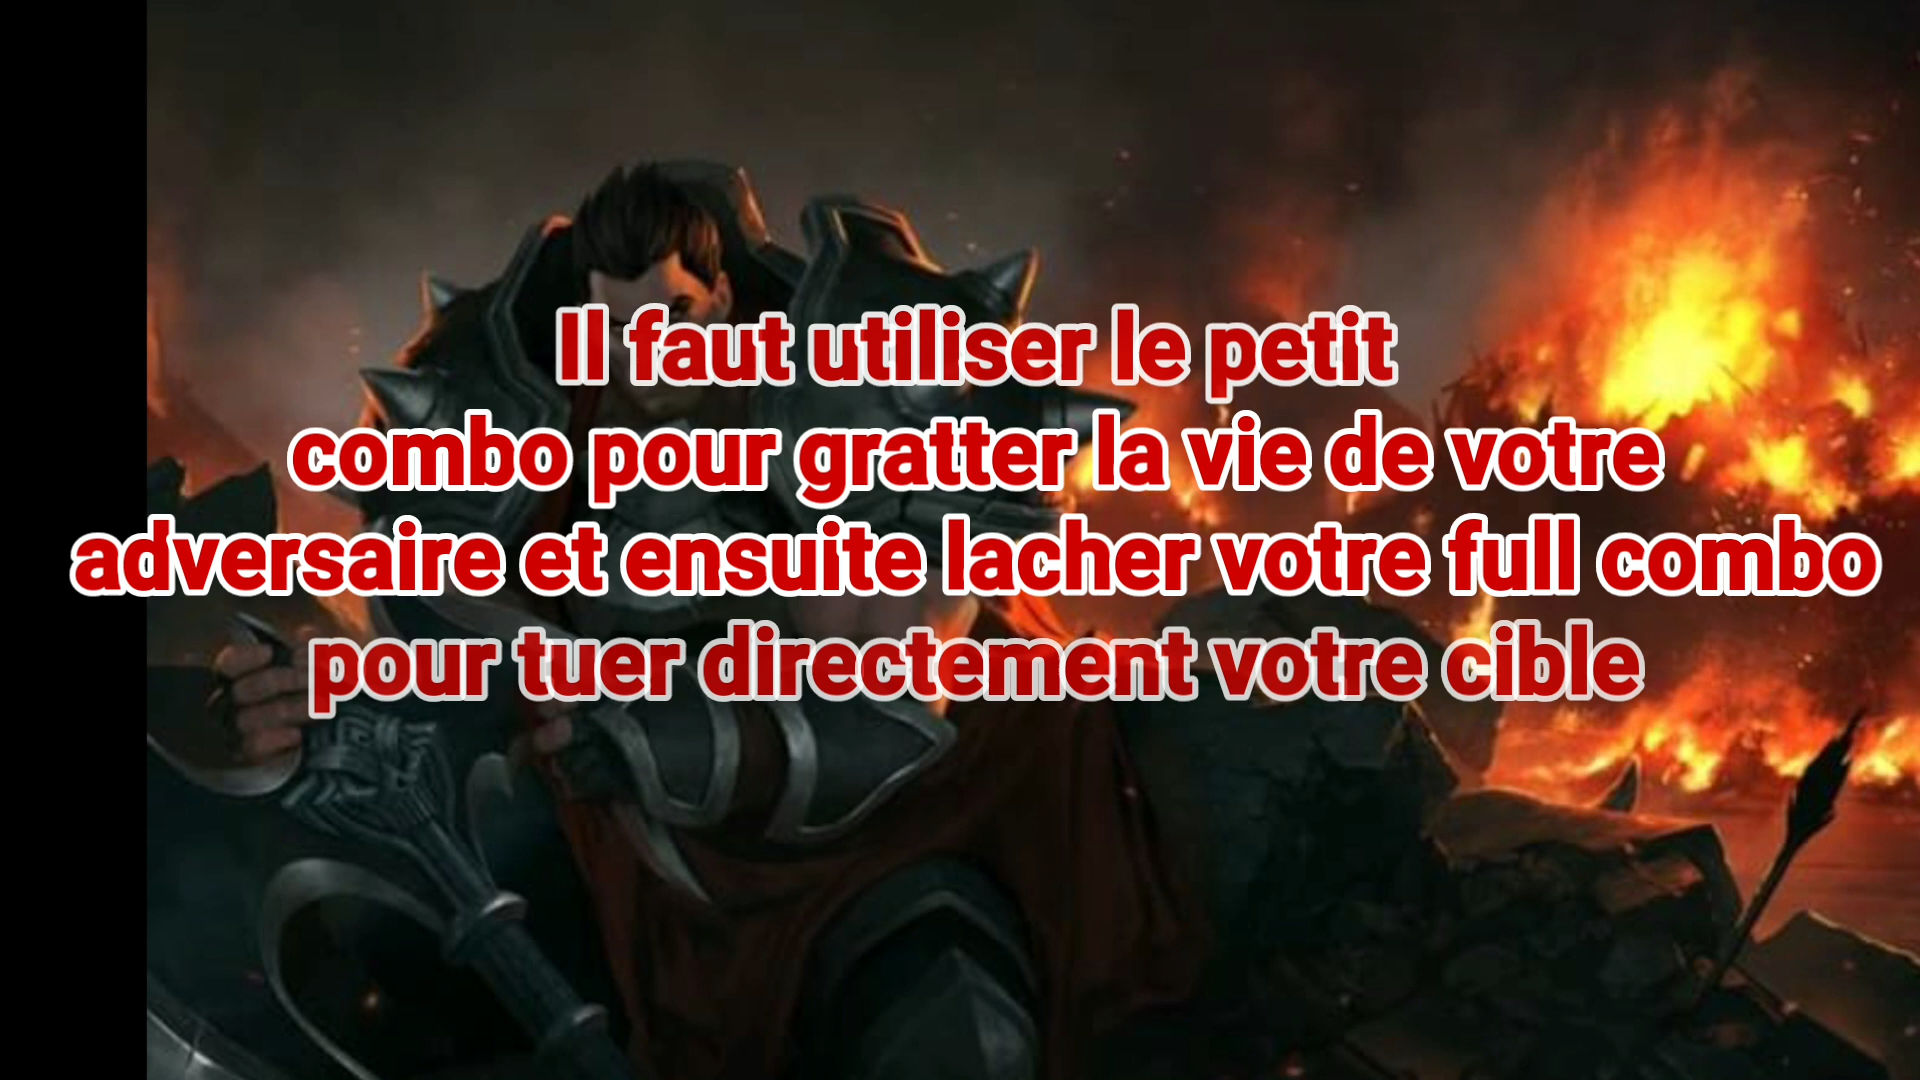 Il faut utiliser le petit
combo pour gratter la vie de votre
adversaire et ensuite lacher votre full combo
pour tuer directement votre cible